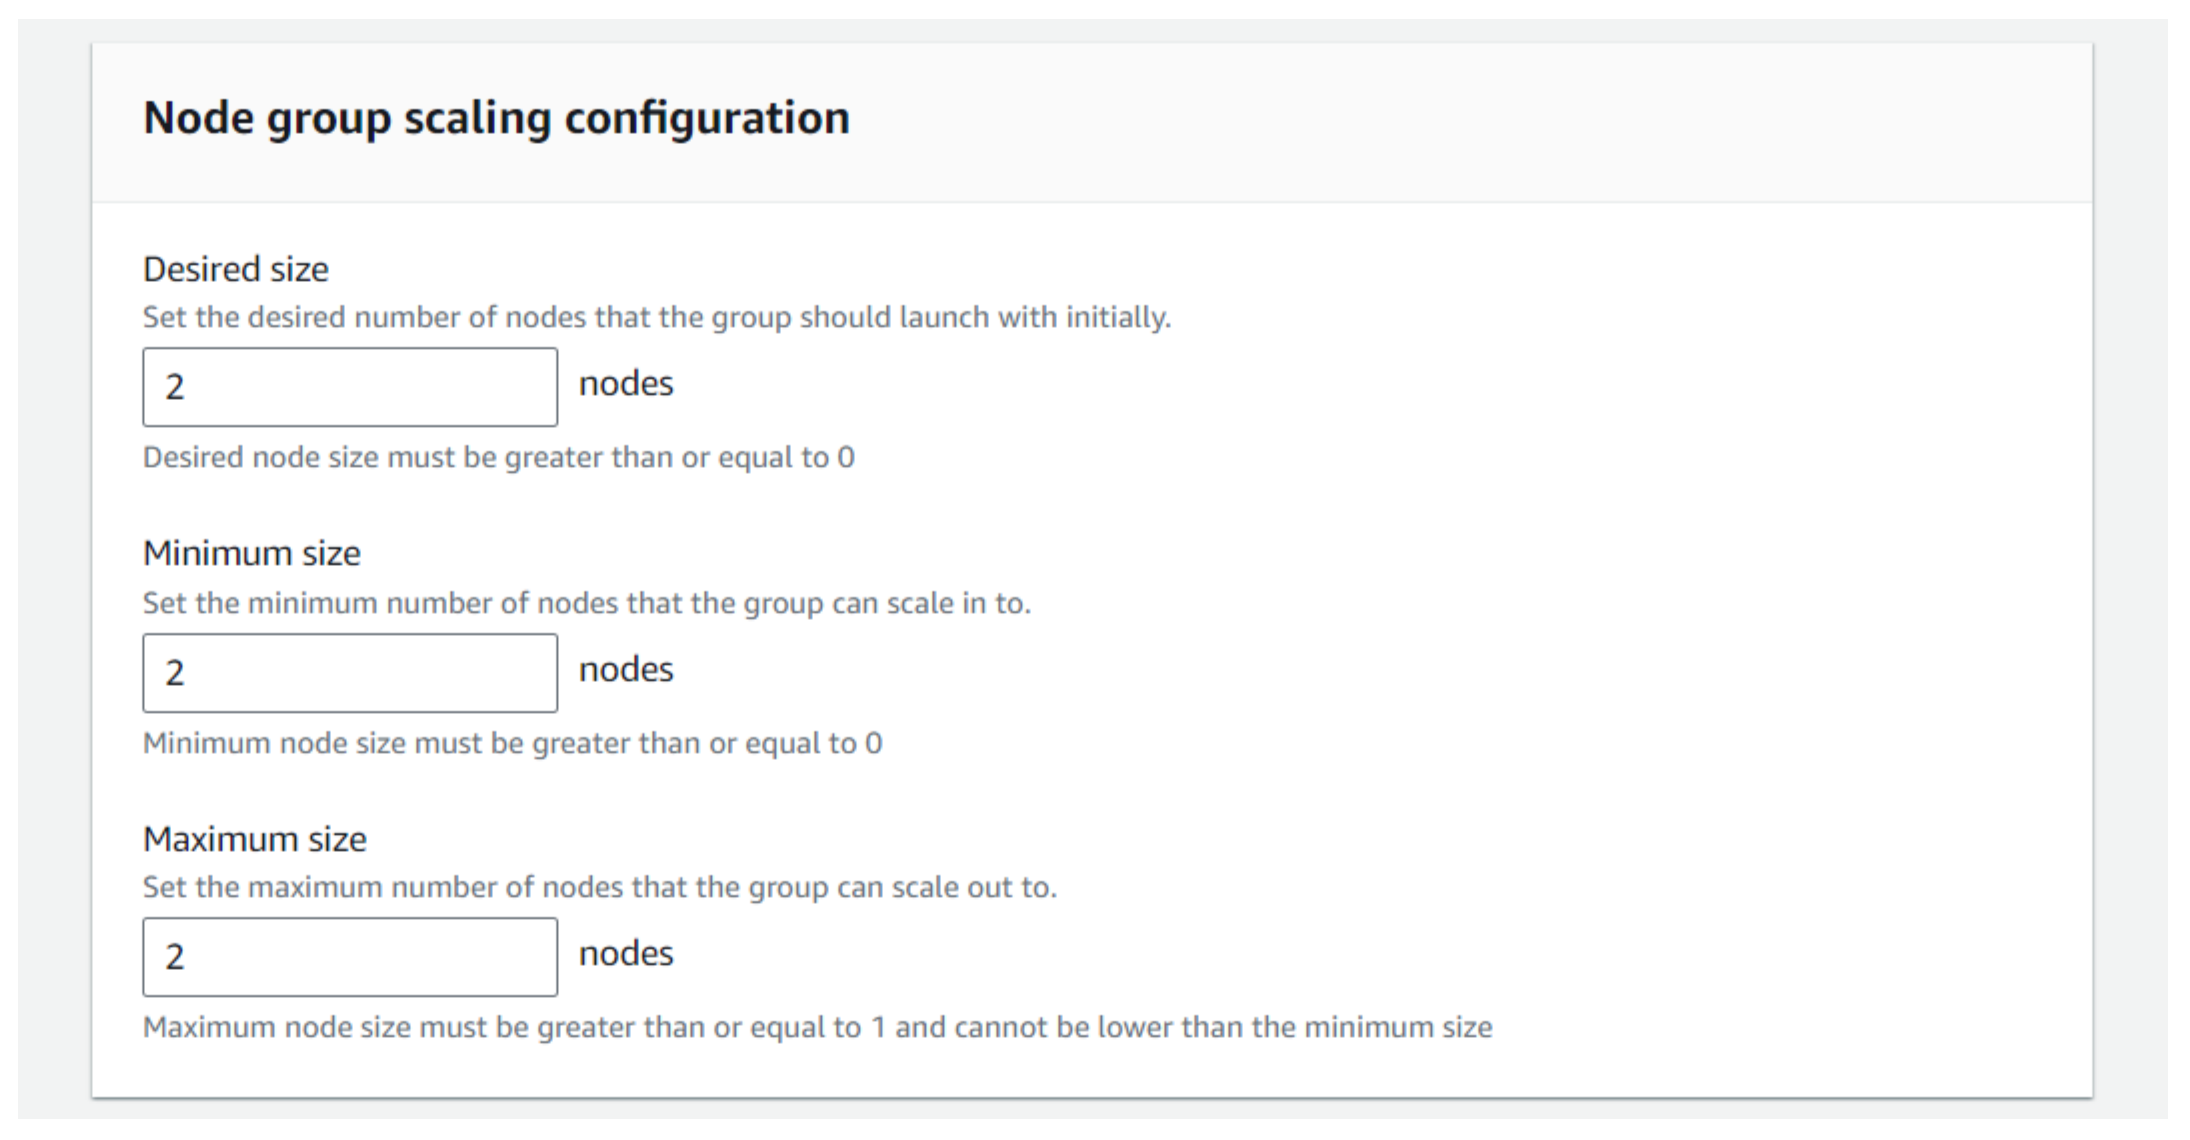 Node group scaling configuration
Desired size
Set the desired number of nodes that the group should launch with initially.
2 nodes
Desired node size must be greater than or equal to 0
Minimum size
Set the minimum number of nodes that the group can scale in to.
2 nodes
Minimum node size must be greater than or equal to 0
Maximum size
Set the maximum number of nodes that the group can scale out to.
2 nodes
Maximum node size must be greater than or equal to 1 and cannot be lower than the minimum size